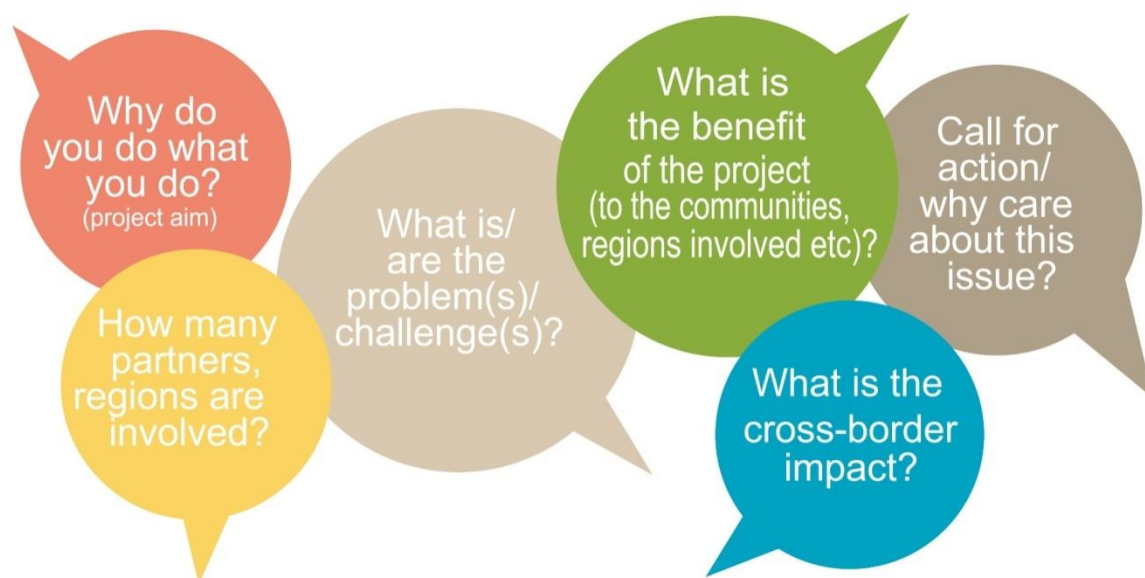 Why do
you do what
you do?
(project aim)
How many
partners,
regions are
involved?
What is/
are the
problem(s)/
challenge(s)?
What is
the benefit
of the project
(to the communities,
regions involved etc)?
What is the
cross-border
impact?
Call for
action/
why care
about this
issue?